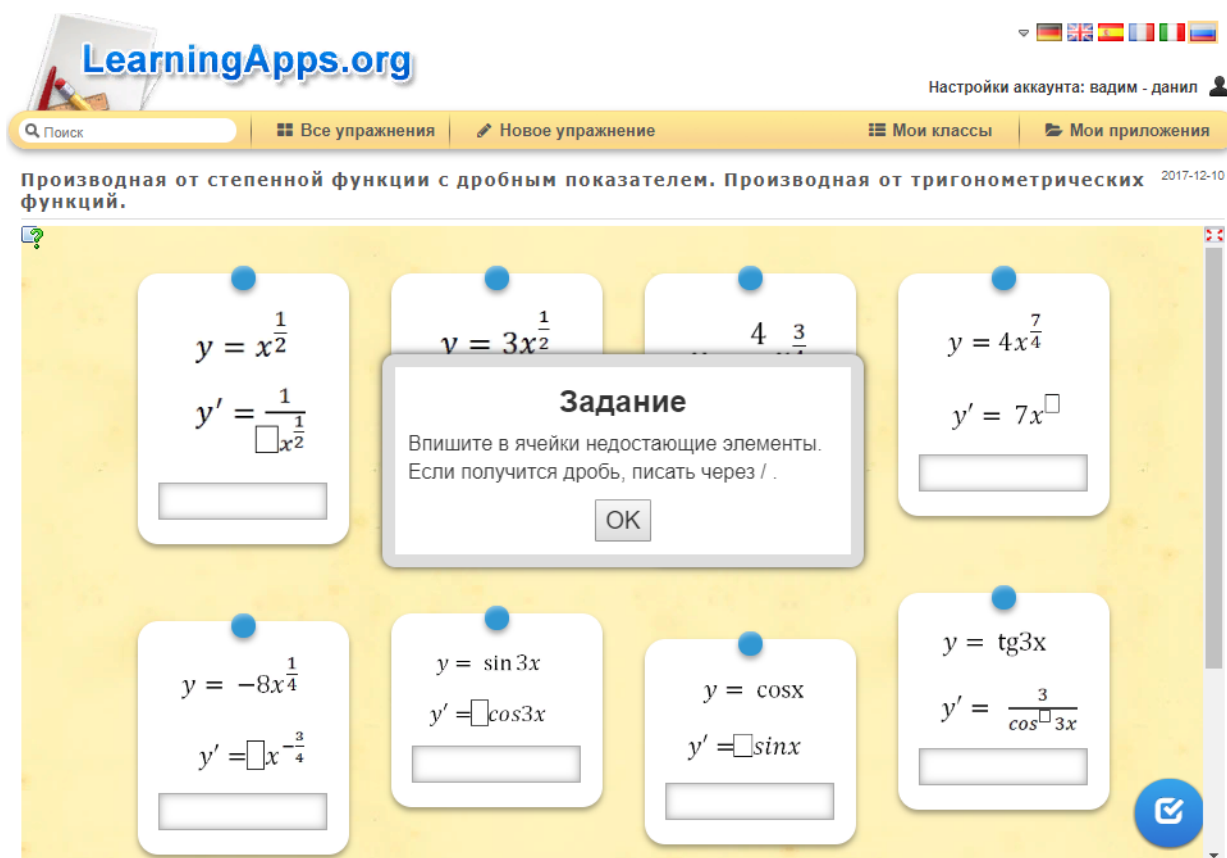 LearningApps.org
Настройки аккаунта: вадим - данил
Поиск
Все упражнения
Новое упражнение
Мои классы
Мои приложения
Производная от степенной функции с дробным показателем. Производная от тригонометрических
функций.
2017-12-10
y = x^{1/2}
y′ = 1/(□x^{1/2})
y = 3x^{1/2}
4 3
y = 4x^{7/4}
y′ = 7x^□
Задание
Впишите в ячейки недостающие элементы.
Если получится дробь, писать через / .
OK
y = −8x^{1/4}
y′ =□x^{−3/4}
y = sin 3x
y′ =□cos3x
y = cosx
y′ =□sinx
y = tg3x
y′ = 3/(cos^□ 3x)